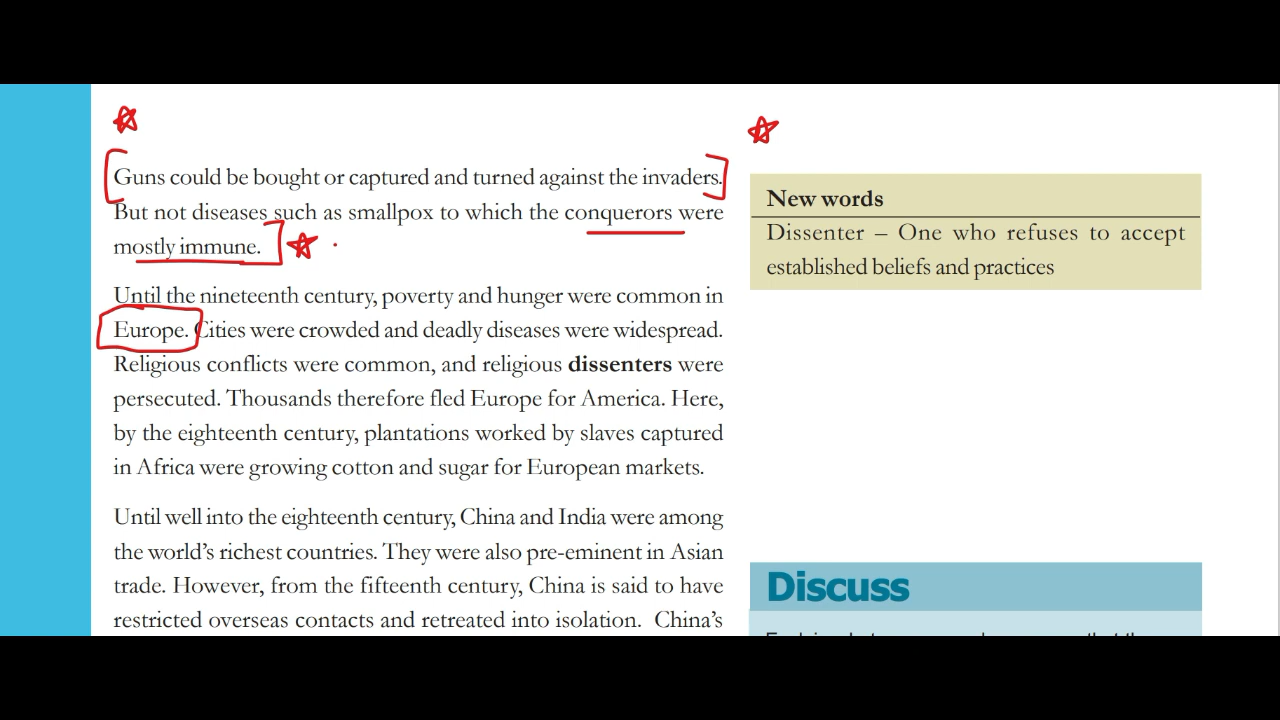 Guns could be bought or captured and turned against the invaders.
But not diseases such as smallpox to which the conquerors were
mostly immune.
Until the nineteenth century, poverty and hunger were common in
Europe. Cities were crowded and deadly diseases were widespread.
Religious conflicts were common, and religious dissenters were
persecuted. Thousands therefore fled Europe for America. Here,
by the eighteenth century, plantations worked by slaves captured
in Africa were growing cotton and sugar for European markets.
Until well into the eighteenth century, China and India were among
the world’s richest countries. They were also pre-eminent in Asian
trade. However, from the fifteenth century, China is said to have
restricted overseas contacts and retreated into isolation. China’s
New words
Dissenter – One who refuses to accept
established beliefs and practices
Discuss